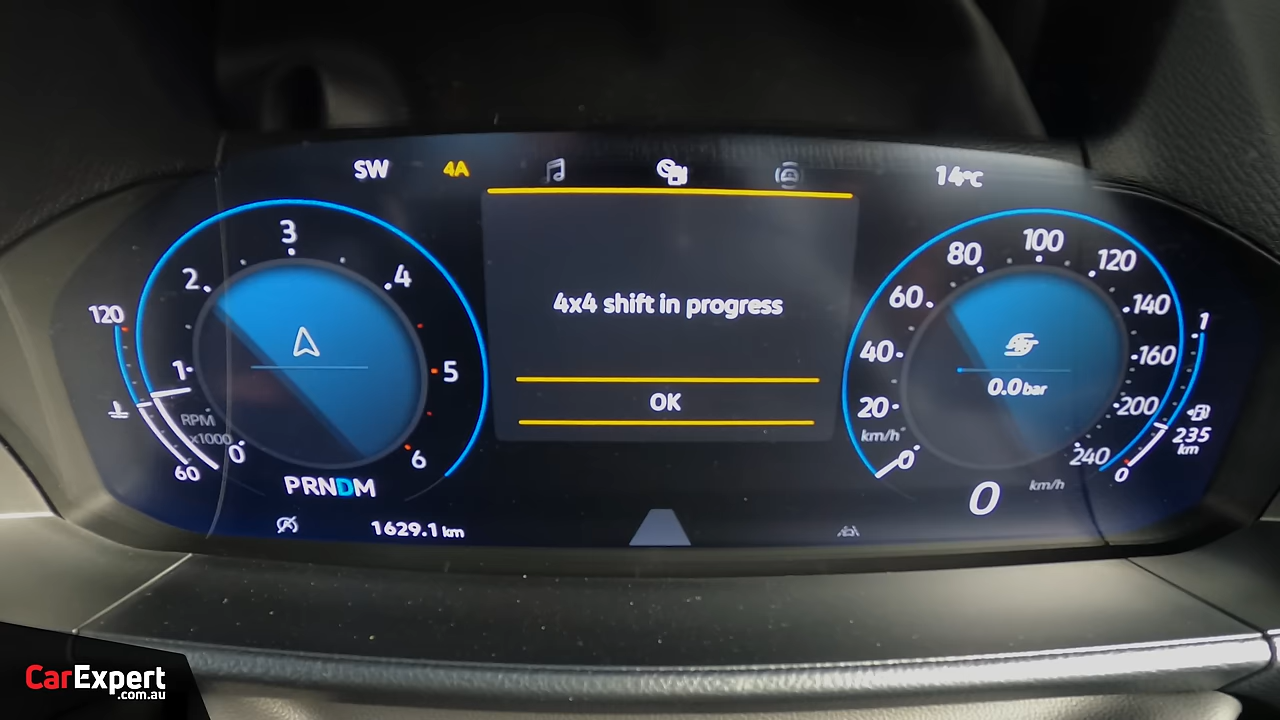 SW 4A 14°C
3
2 4
1 5
0 6
RPM
x1000
120
60
PRNDM
1629.1 km
4x4 shift in progress
OK
100
80 120
60 140
40 160
20 200
0 240
km/h
0.0 bar
0 km/h
1
235
km
0
CarExpert
.com.au